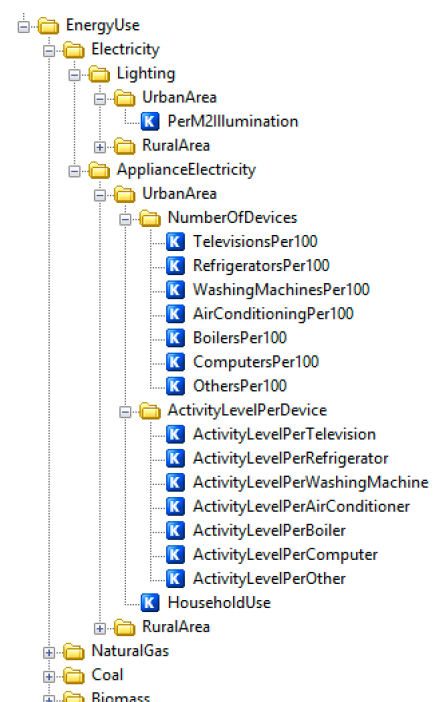 EnergyUse
Electricity
Lighting
UrbanArea
K PerM2Illumination
RuralArea
ApplianceElectricity
UrbanArea
NumberOfDevices
K TelevisionsPer100
K RefrigeratorsPer100
K WashingMachinesPer100
K AirConditioningPer100
K BoilersPer100
K ComputersPer100
K OthersPer100
ActivityLevelPerDevice
K ActivityLevelPerTelevision
K ActivityLevelPerRefrigerator
K ActivityLevelPerWashingMachine
K ActivityLevelPerAirConditioner
K ActivityLevelPerBoiler
K ActivityLevelPerComputer
K ActivityLevelPerOther
K HouseholdUse
RuralArea
NaturalGas
Coal
Biomass